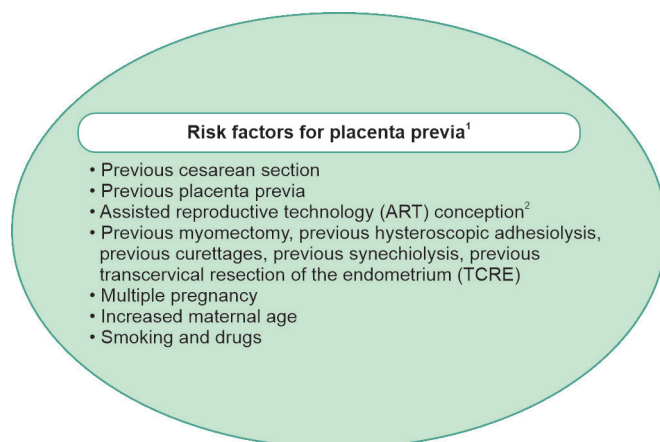 Risk factors for placenta previa¹
• Previous cesarean section
• Previous placenta previa
• Assisted reproductive technology (ART) conception²
• Previous myomectomy, previous hysteroscopic adhesiolysis,
previous curettages, previous synechiolysis, previous
transcervical resection of the endometrium (TCRE)
• Multiple pregnancy
• Increased maternal age
• Smoking and drugs